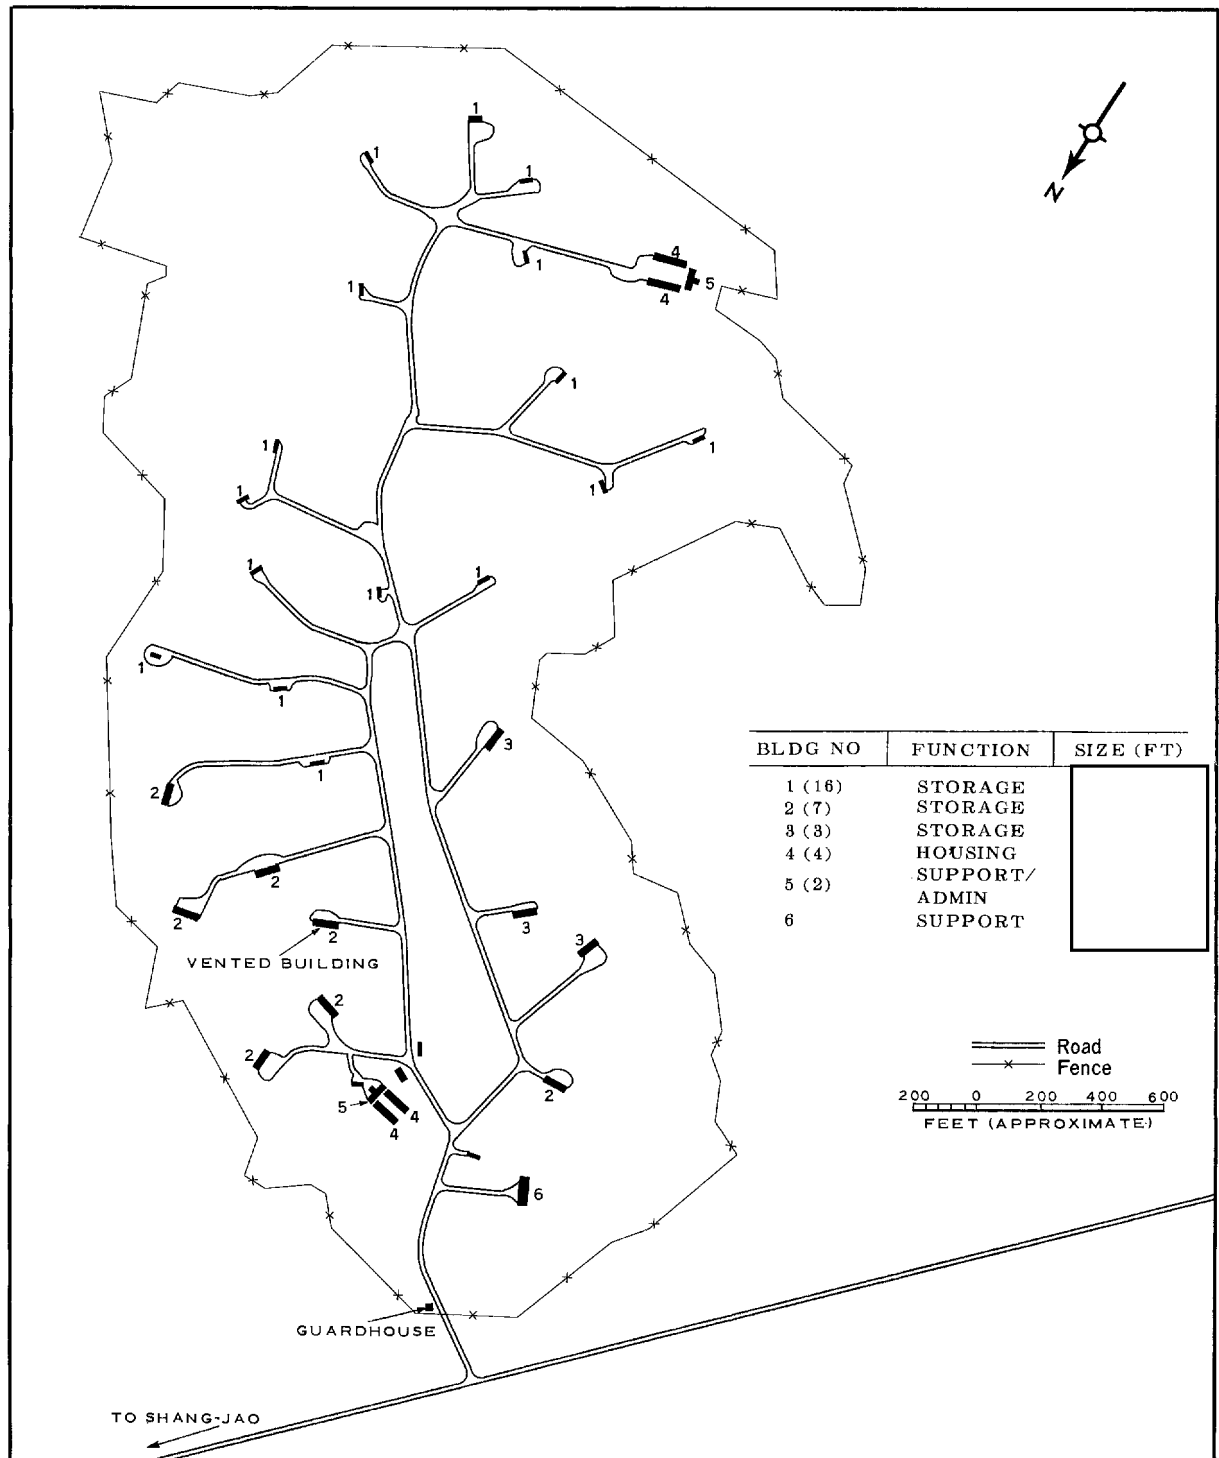 1
1
1
N
4
1
5
4
1
1
1
1
1
1
1
1
1
1
1
3
1
2
BLDG NO FUNCTION SIZE (FT)
1 (16) STORAGE
2 (7) STORAGE
3 (3) STORAGE
4 (4) HOUSING
5 (2) SUPPORT/
ADMIN
6 SUPPORT
2
2
3
2
3
VENTED BUILDING
2
2
2
5
4
4
Road
Fence
200 0 200 400 600
FEET (APPROXIMATE)
6
GUARDHOUSE
TO SHANG-JAO